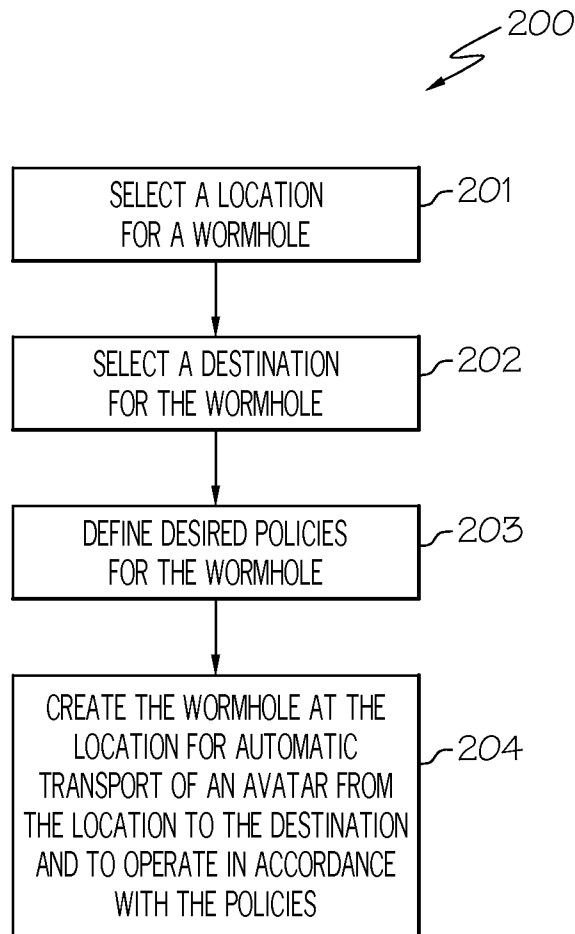 200
SELECT A LOCATION
FOR A WORMHOLE
201
SELECT A DESTINATION
FOR THE WORMHOLE
202
DEFINE DESIRED POLICIES
FOR THE WORMHOLE
203
CREATE THE WORMHOLE AT THE
LOCATION FOR AUTOMATIC
TRANSPORT OF AN AVATAR FROM
THE LOCATION TO THE DESTINATION
AND TO OPERATE IN ACCORDANCE
WITH THE POLICIES
204